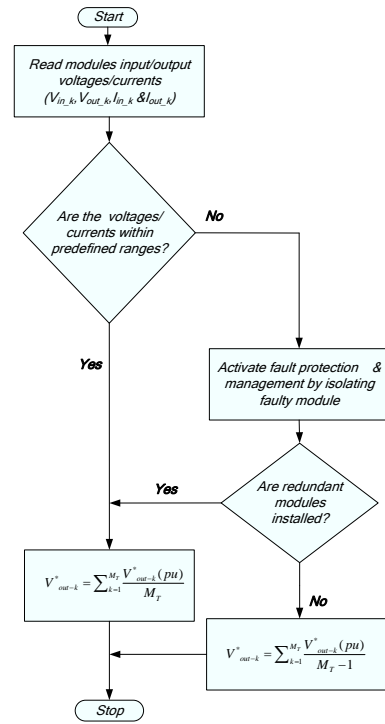 Start
Read modules input/output
voltages/currents
(V_in_k, V_out_k, I_in_k & I_out_k)
Are the voltages/
currents within
predefined ranges?
No
Yes
Activate fault protection &
management by isolating
faulty module
Are redundant
modules
installed?
Yes
No
V*_out-k = ∑_{k=1}^{M_T} V*_out-k(pu) / M_T
V*_out-k = ∑_{k=1}^{M_T} V*_out-k(pu) / M_T − 1
Stop